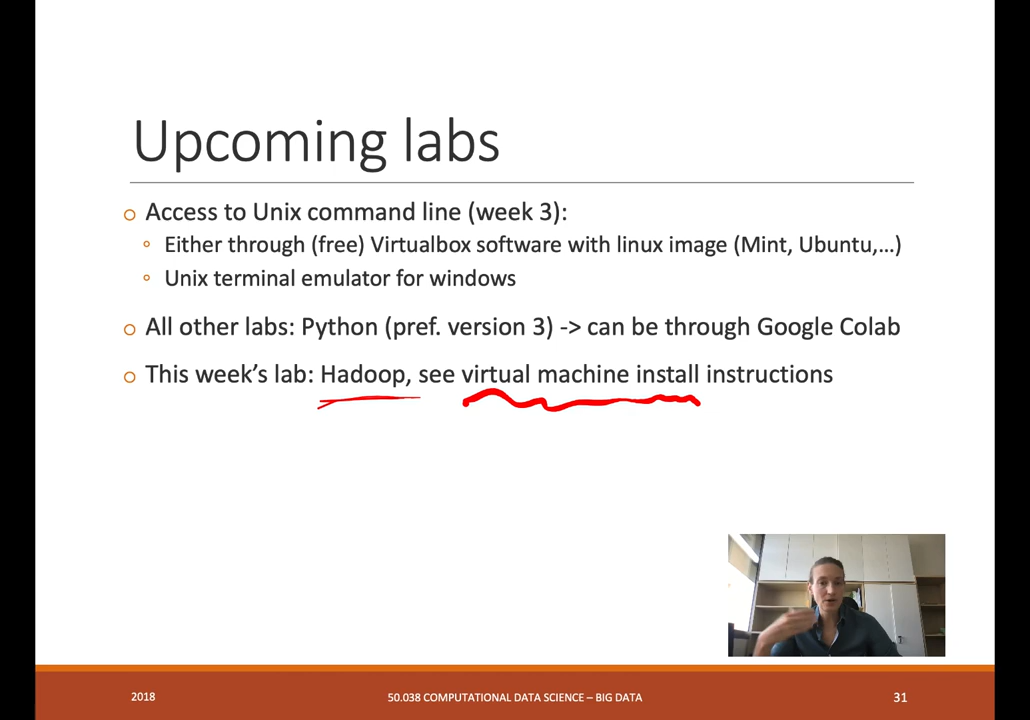 Upcoming labs
Access to Unix command line (week 3):
Either through (free) Virtualbox software with linux image (Mint, Ubuntu,...)
Unix terminal emulator for windows
All other labs: Python (pref. version 3) -> can be through Google Colab
This week's lab: Hadoop, see virtual machine install instructions
2018
50.038 COMPUTATIONAL DATA SCIENCE – BIG DATA
31